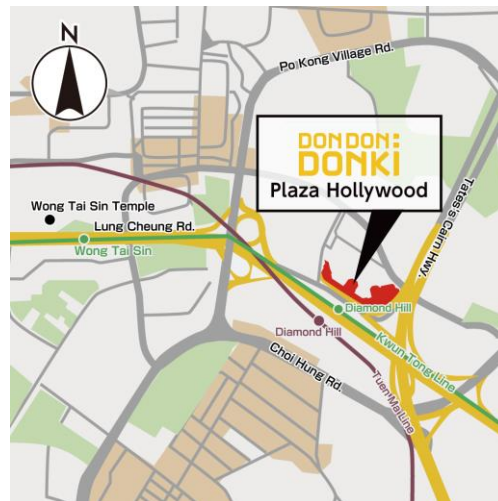 N
Po Kong Village Rd.
DON DON:
DONKI
Plaza Hollywood
Tates's Cairn Hwy.
Wong Tai Sin Temple
Lung Cheung Rd.
Wong Tai Sin
Diamond Hill
Diamond Hill
Kwun Tong Line
Choi Hung Rd.
Tuen Ma Line